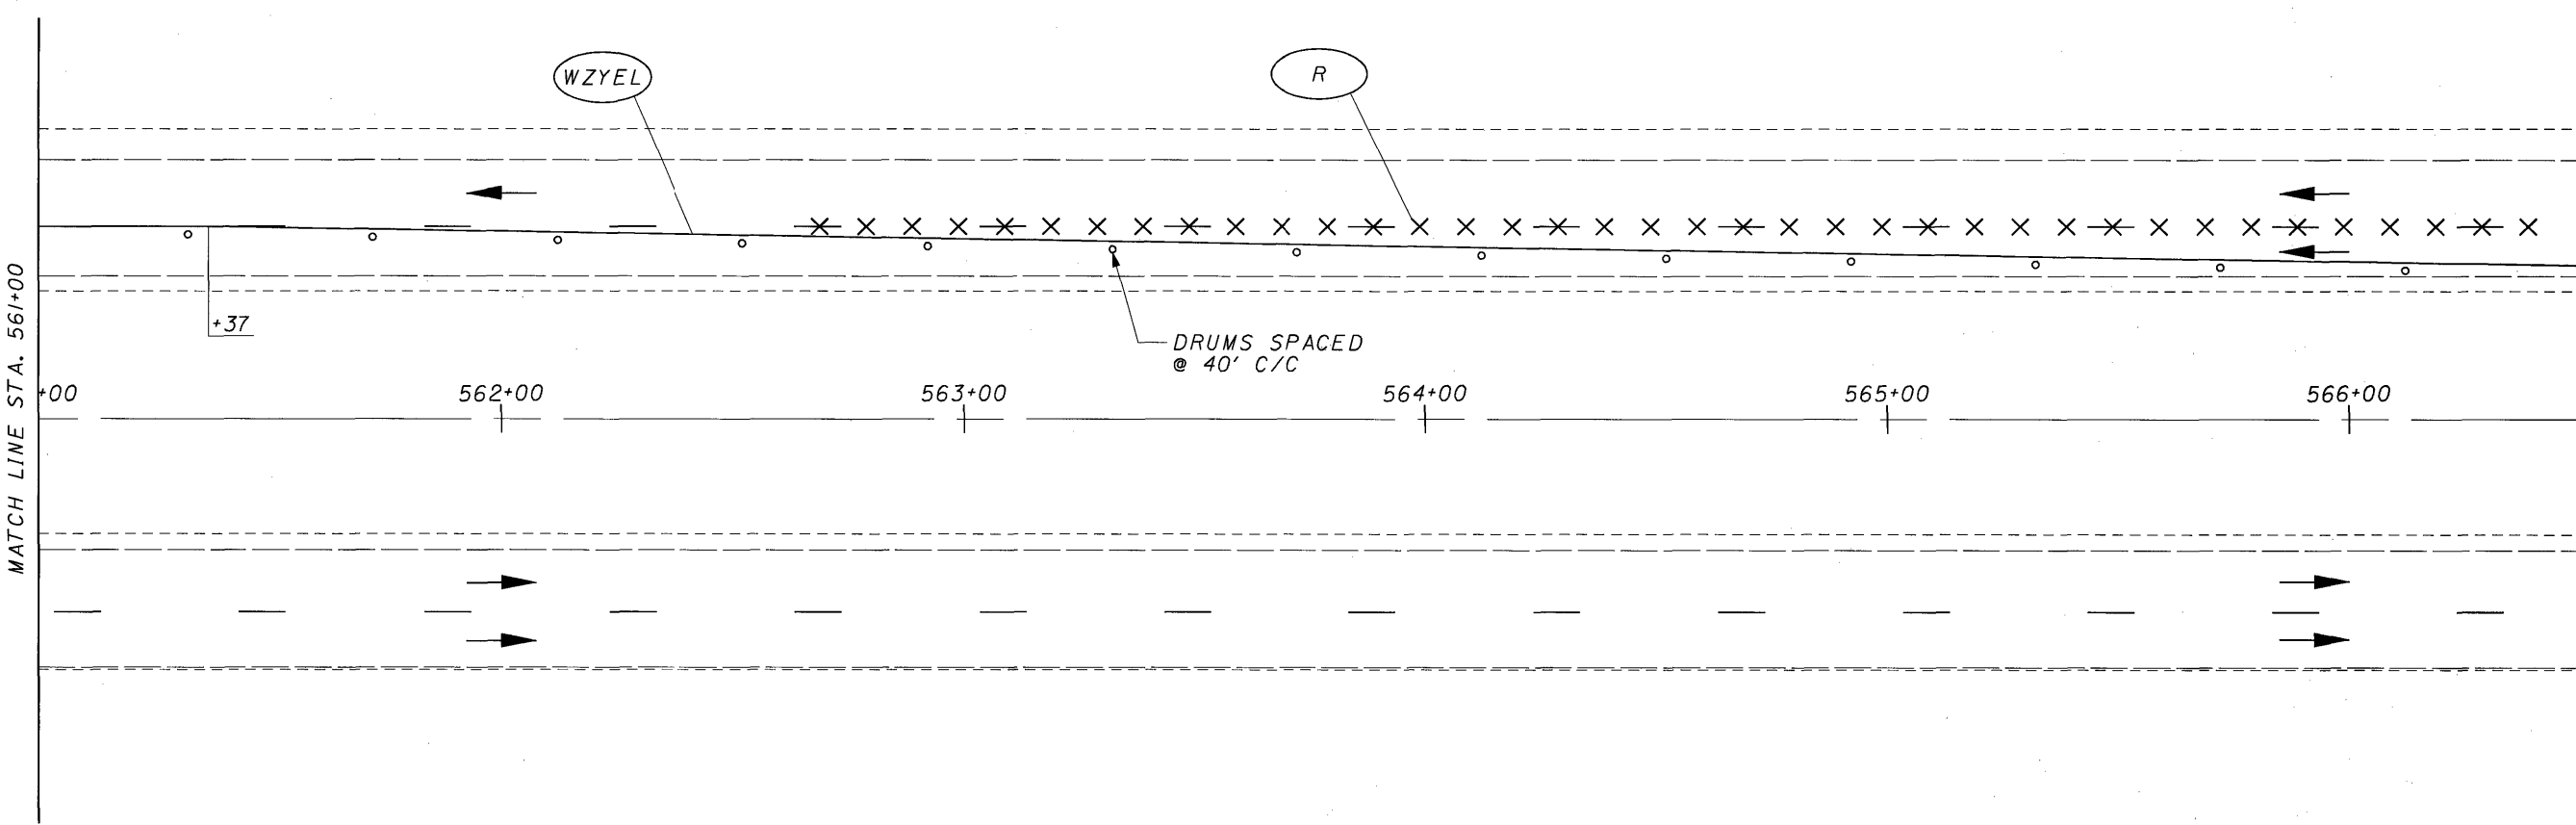 WZYEL
R
+37
DRUMS SPACED
@ 40' C/C
+00
562+00
563+00
564+00
565+00
566+00
MATCH LINE STA. 561+00